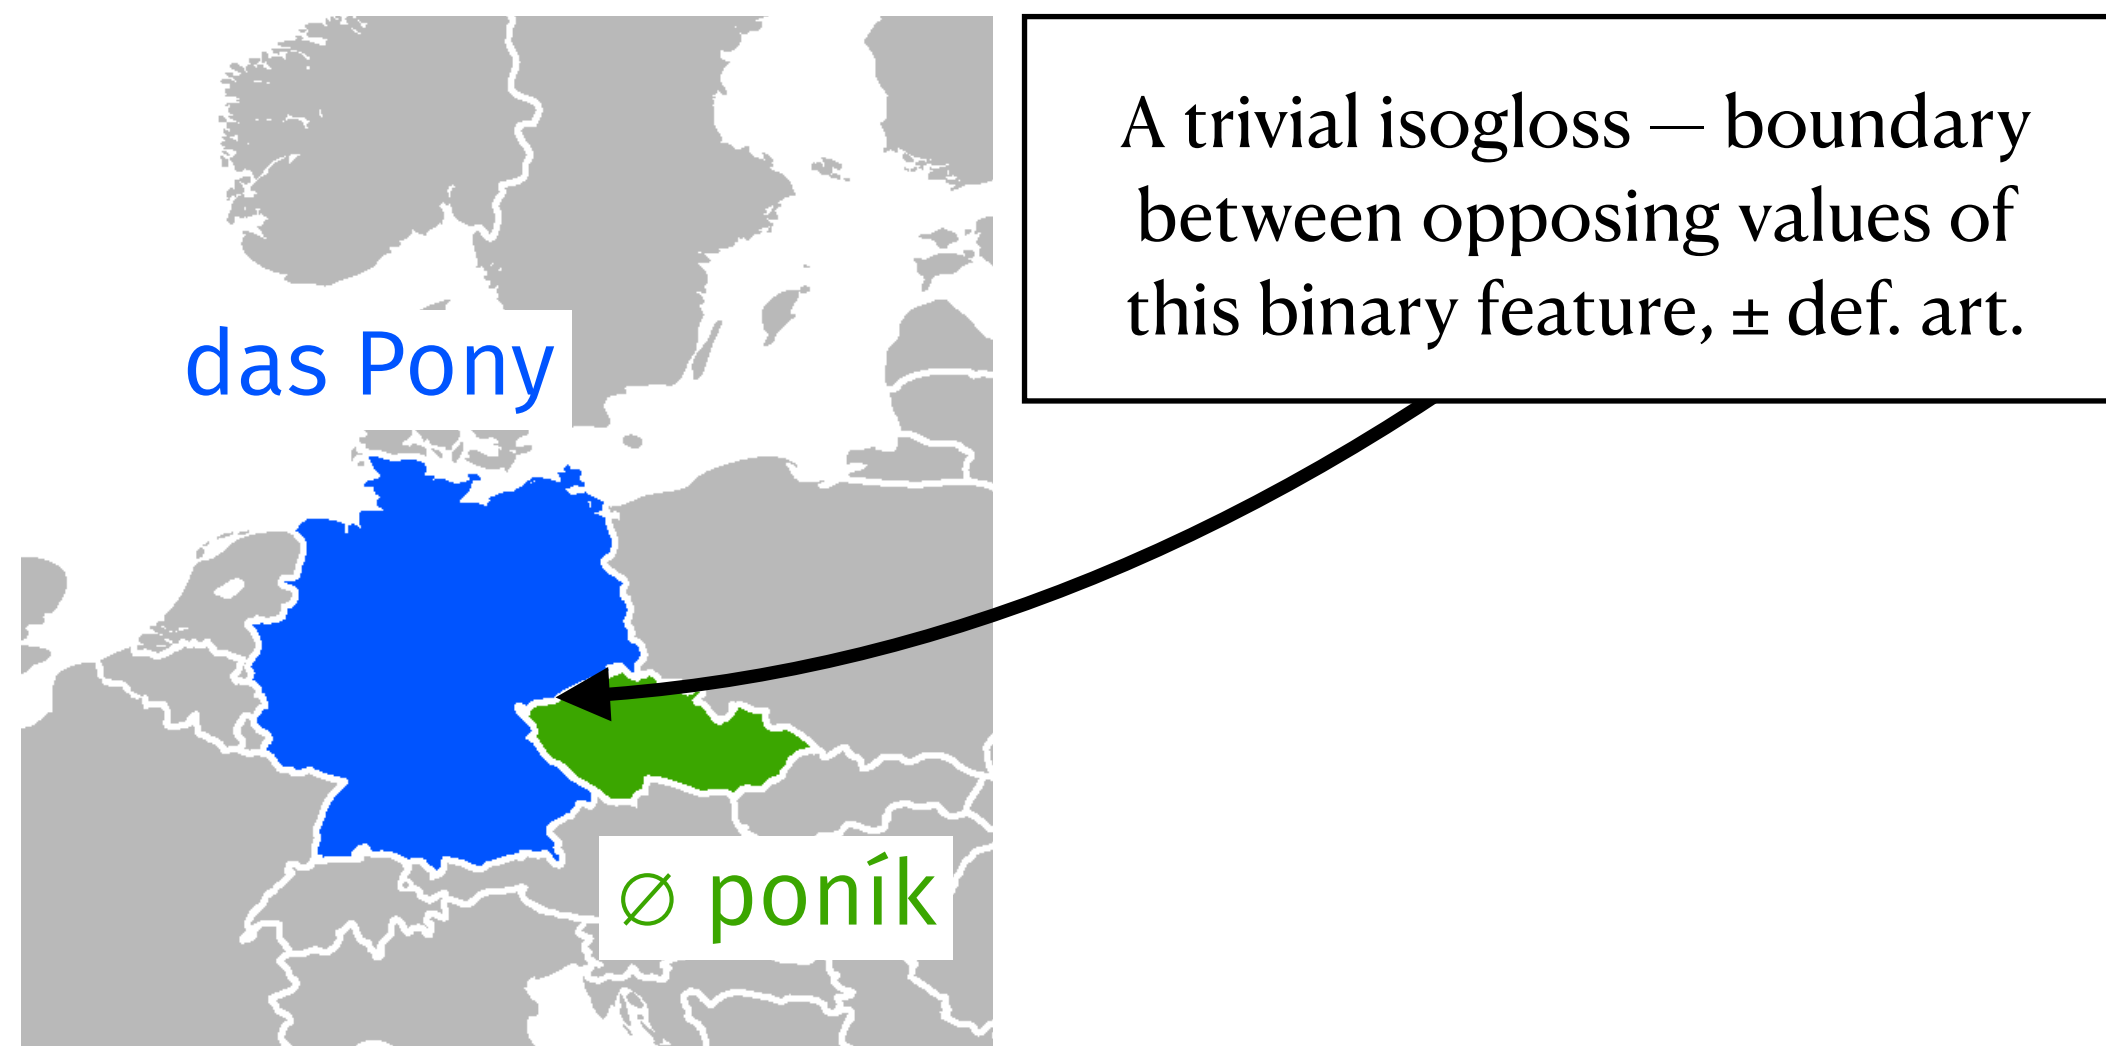 A trivial isogloss — boundary
between opposing values of
this binary feature, ± def. art.
das Pony
∅ poník